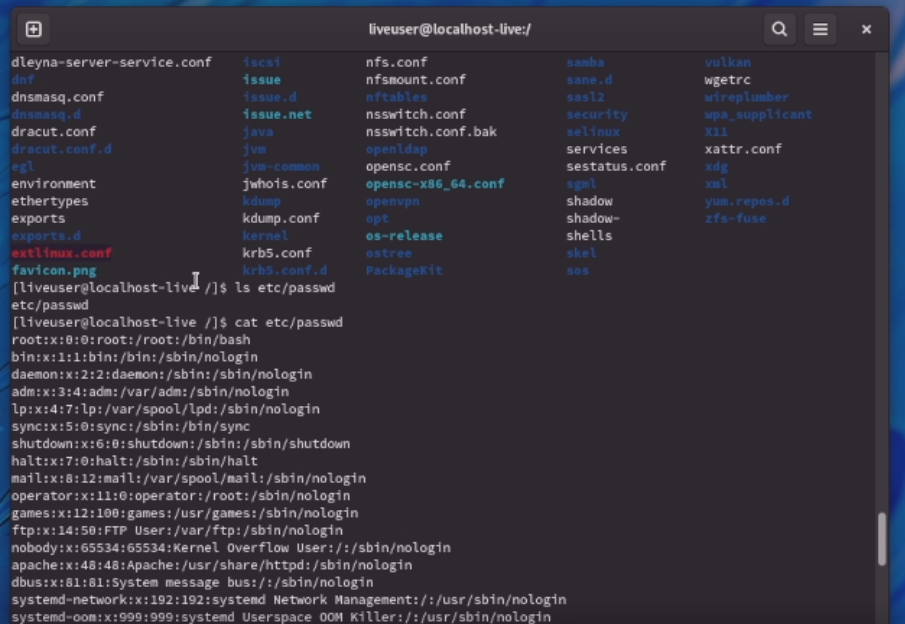 liveuser@localhost-live:/
dleyna-server-service.conf iscsi nfs.conf samba vulkan
dnf issue nfsmount.conf sane.d wgetrc
dnsmasq.conf issue.d nftables sasl2 wireplumber
dnsmasq.d issue.net nsswitch.conf security wpa_supplicant
dracut.conf java nsswitch.conf.bak selinux X11
dracut.conf.d jvm openldap services xattr.conf
egl jvm-common opensc.conf sestatus.conf xdg
environment jwhois.conf opensc-x86_64.conf sgml xml
ethertypes kdump openvpn shadow yum.repos.d
exports kdump.conf opt shadow- zfs-fuse
exports.d kernel os-release shells
extlinux.conf krb5.conf ostree skel
favicon.png krb5.conf.d PackageKit sos
[liveuser@localhost-live /]$ ls etc/passwd
etc/passwd
[liveuser@localhost-live /]$ cat etc/passwd
root:x:0:0:root:/root:/bin/bash
bin:x:1:1:bin:/bin:/sbin/nologin
daemon:x:2:2:daemon:/sbin:/sbin/nologin
adm:x:3:4:adm:/var/adm:/sbin/nologin
lp:x:4:7:lp:/var/spool/lpd:/sbin/nologin
sync:x:5:0:sync:/sbin:/bin/sync
shutdown:x:6:0:shutdown:/sbin:/sbin/shutdown
halt:x:7:0:halt:/sbin:/sbin/halt
mail:x:8:12:mail:/var/spool/mail:/sbin/nologin
operator:x:11:0:operator:/root:/sbin/nologin
games:x:12:100:games:/usr/games:/sbin/nologin
ftp:x:14:50:FTP User:/var/ftp:/sbin/nologin
nobody:x:65534:65534:Kernel Overflow User:/:/sbin/nologin
apache:x:48:48:Apache:/usr/share/httpd:/sbin/nologin
dbus:x:81:81:System message bus:/:/sbin/nologin
systemd-network:x:192:192:systemd Network Management:/:/usr/sbin/nologin
systemd-oom:x:999:999:systemd Userspace OOM Killer:/:/usr/sbin/nologin